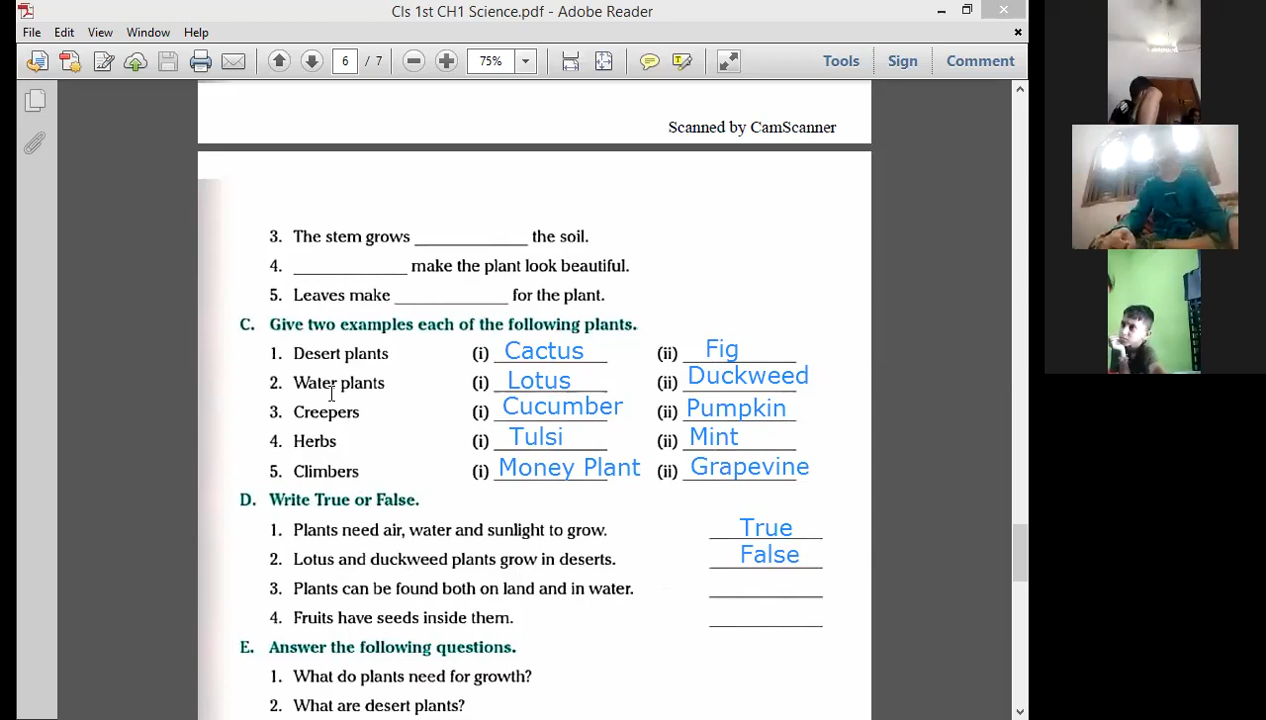 Cls 1st CH1 Science.pdf - Adobe Reader
File Edit View Window Help
6 / 7 75% Tools Sign Comment
Scanned by CamScanner
3. The stem grows ____________ the soil.
4. ____________ make the plant look beautiful.
5. Leaves make ____________ for the plant.
C. Give two examples each of the following plants.
1. Desert plants (i) Cactus (ii) Fig
2. Water plants (i) Lotus (ii) Duckweed
3. Creepers (i) Cucumber (ii) Pumpkin
4. Herbs (i) Tulsi (ii) Mint
5. Climbers (i) Money Plant (ii) Grapevine
D. Write True or False.
1. Plants need air, water and sunlight to grow. True
2. Lotus and duckweed plants grow in deserts. False
3. Plants can be found both on land and in water. ____________
4. Fruits have seeds inside them. ____________
E. Answer the following questions.
1. What do plants need for growth?
2. What are desert plants?